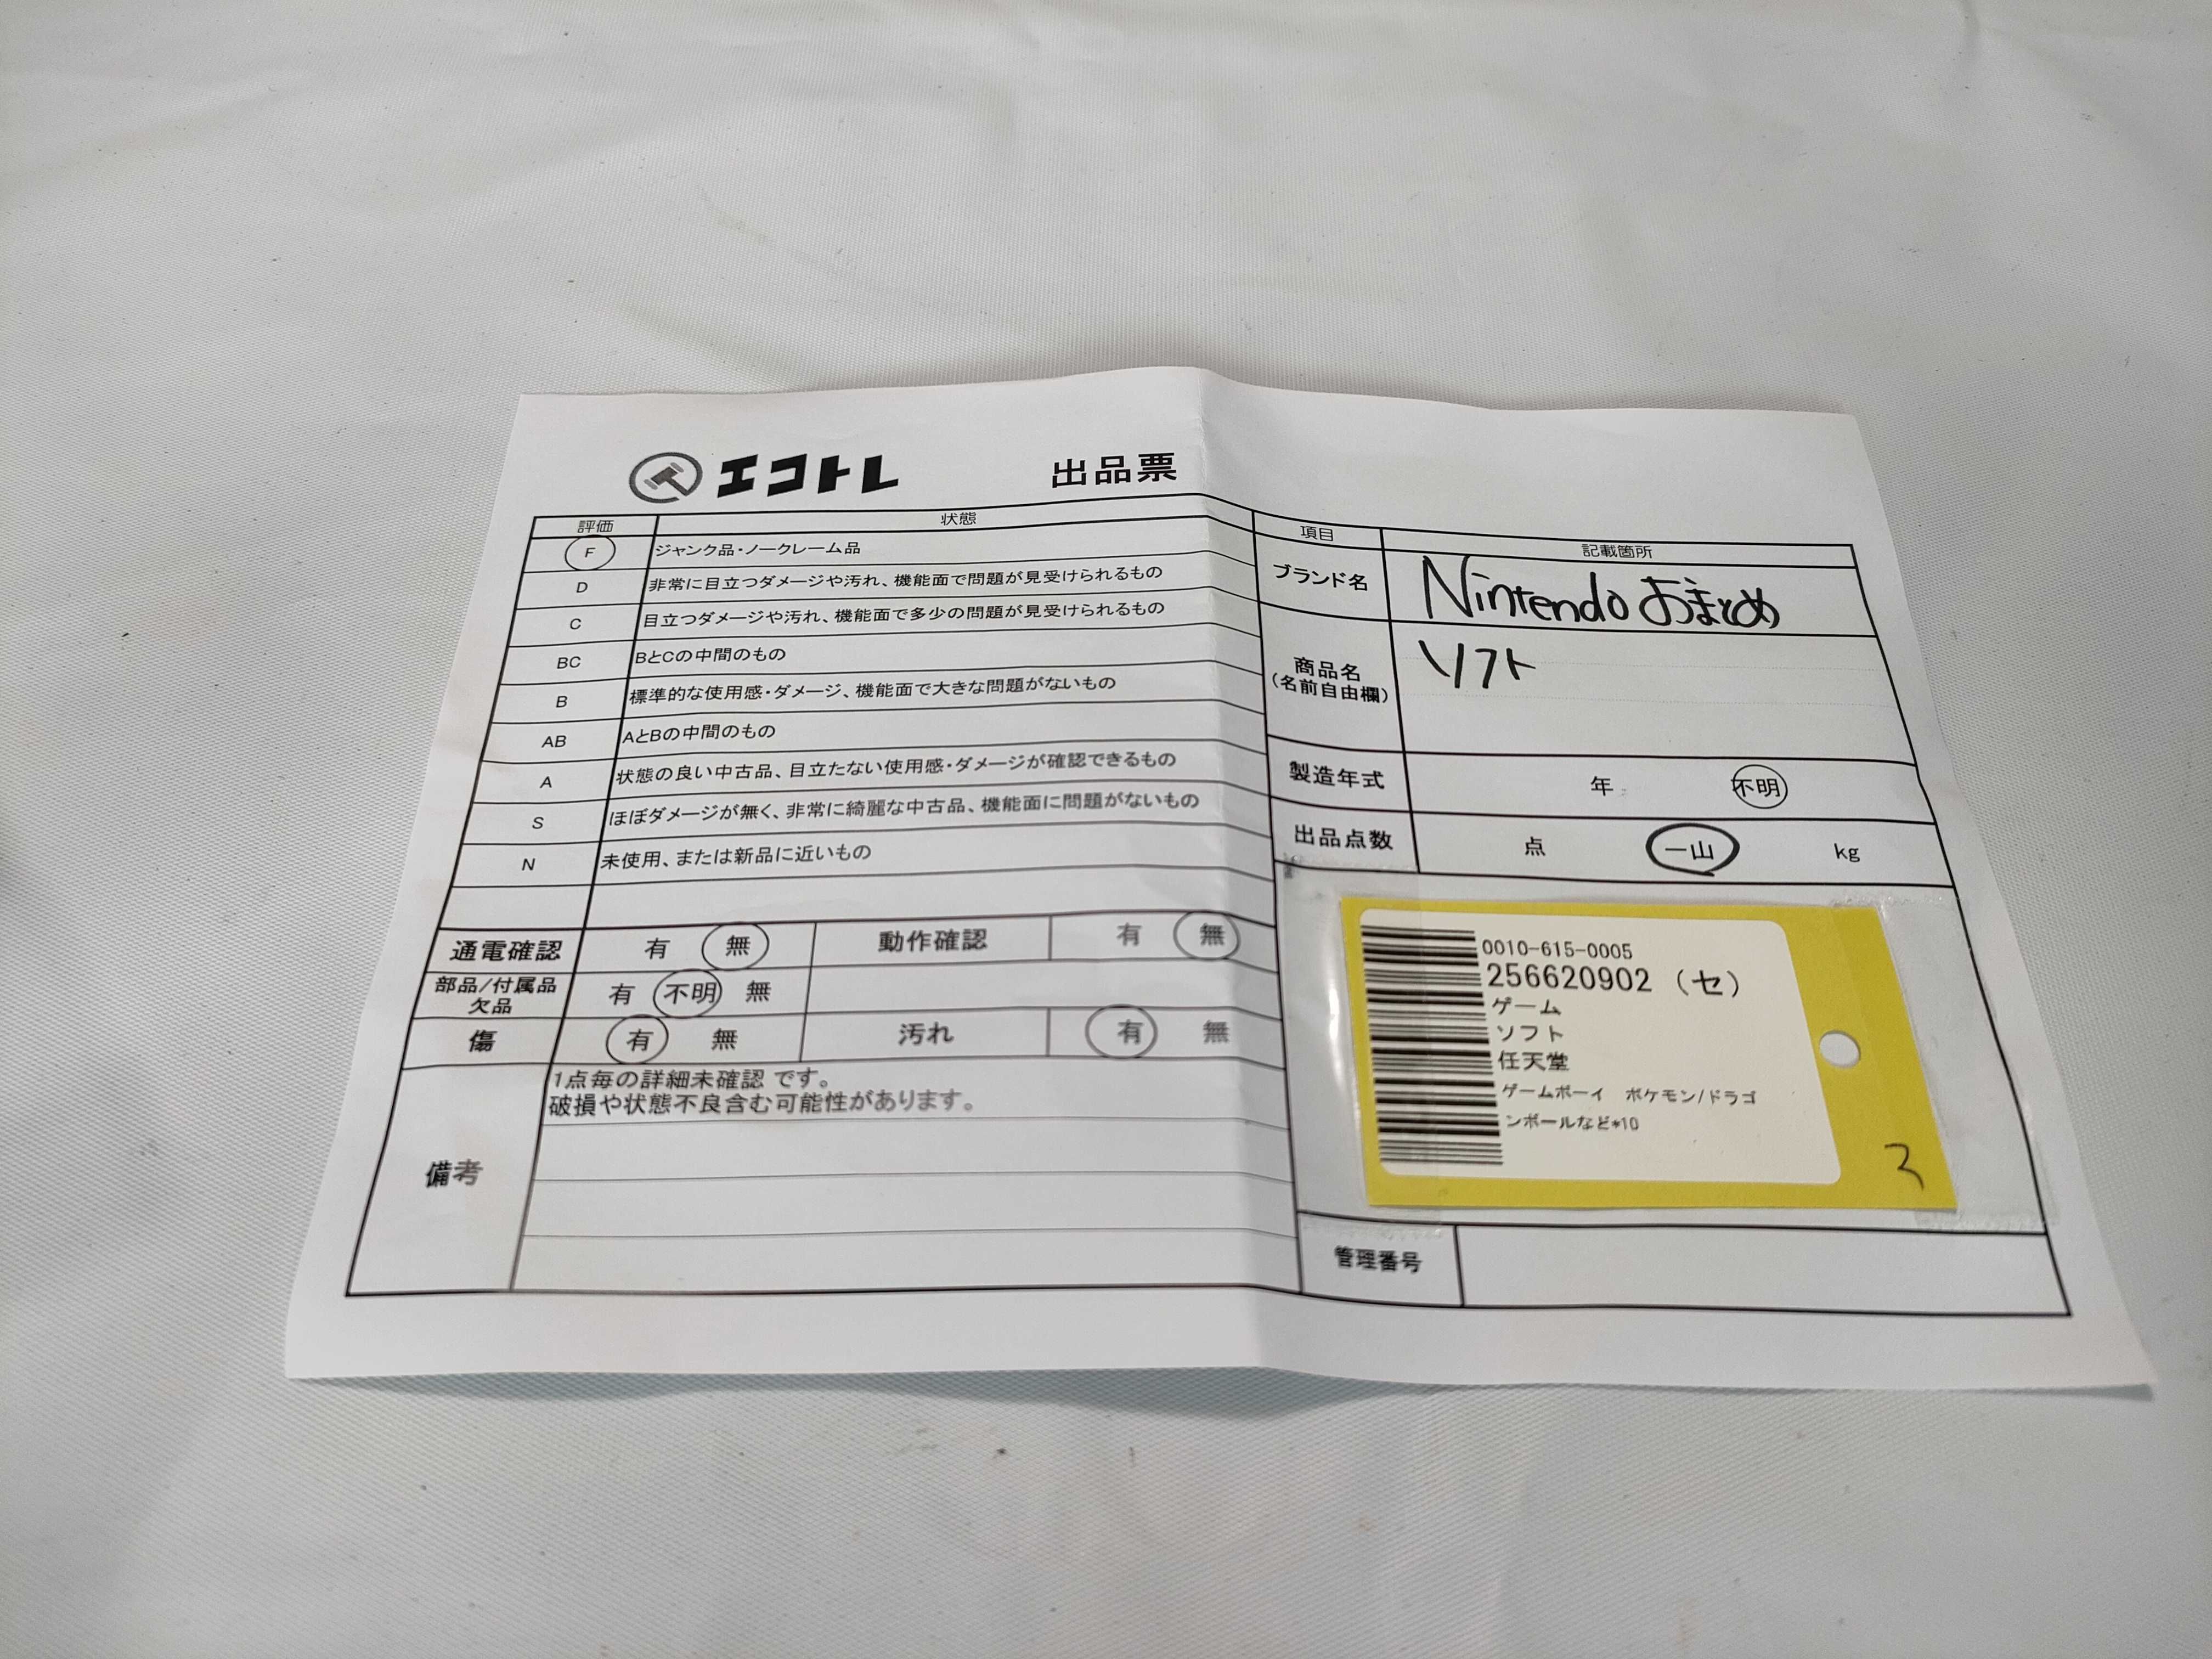 エコトレ 出品票
評価 状態
F ジャンク品・ノークレーム品
D 非常に目立つダメージや汚れ、機能面で問題が見受けられるもの
C 目立つダメージや汚れ、機能面で多少の問題が見受けられるもの
BC BとCの中間のもの
B 標準的な使用感・ダメージ、機能面で大きな問題がないもの
AB AとBの中間のもの
A 状態の良い中古品、目立たない使用感・ダメージが確認できるもの
S ほぼダメージが無く、非常に綺麗な中古品、機能面に問題がないもの
N 未使用、または新品に近いもの
通電確認 有 無 動作確認 有 無
部品/付属品
欠品 有 不明 無
傷 有 無 汚れ 有 無
備考
1点毎の詳細未確認 です。
破損や状態不良含む可能性があります。
項目 記載箇所
ブランド名 Nintendo おまとめ
商品名
(名前自由欄)
ソフト
製造年式 年 不明
出品点数 点 一山 kg
0010-615-0005
256620902 (セ)
ゲーム
ソフト
任天堂
ゲームボーイ ポケモン/ドラゴ
ンボールなど*10
管理番号